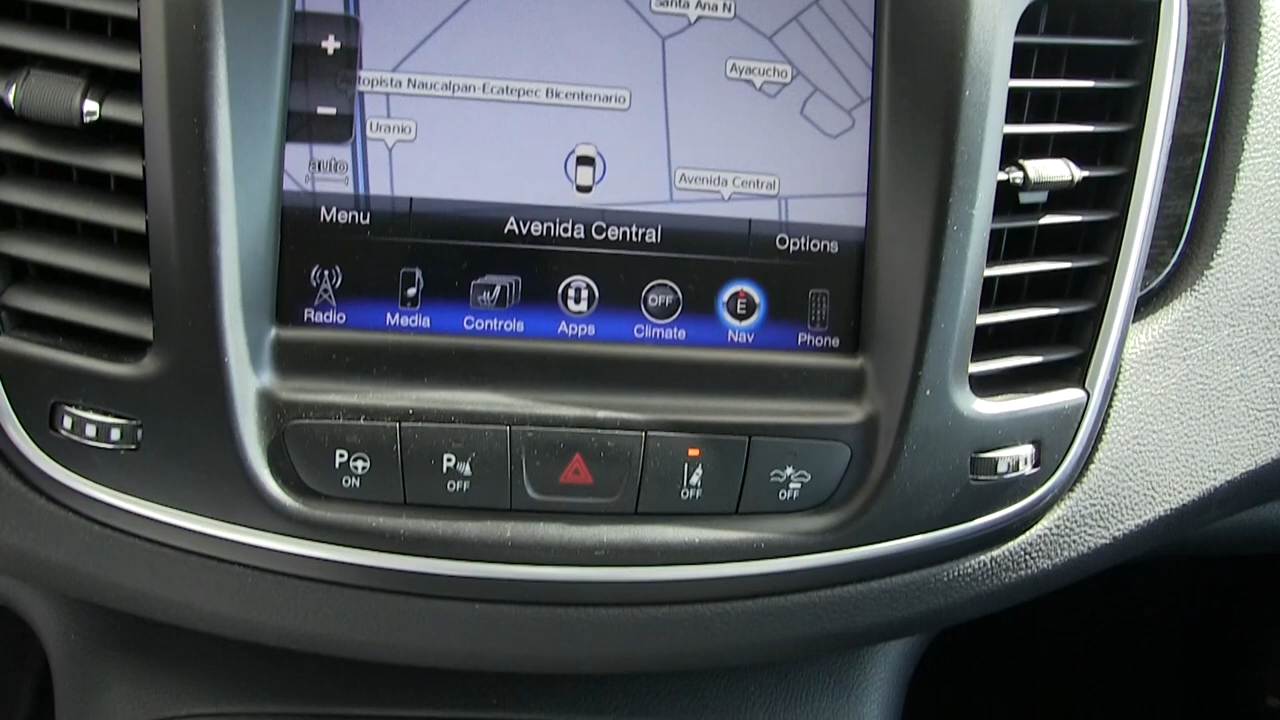 Santa Ana N
+
Ayacucho
topista Naucalpan-Ecatepec Bicentenario
-
Uranio
auto
Avenida Central
Menu
Avenida Central
Options
OFF
E
Radio
Media
Controls
Apps
Climate
Nav
Phone
P
ON
P
OFF
OFF
OFF